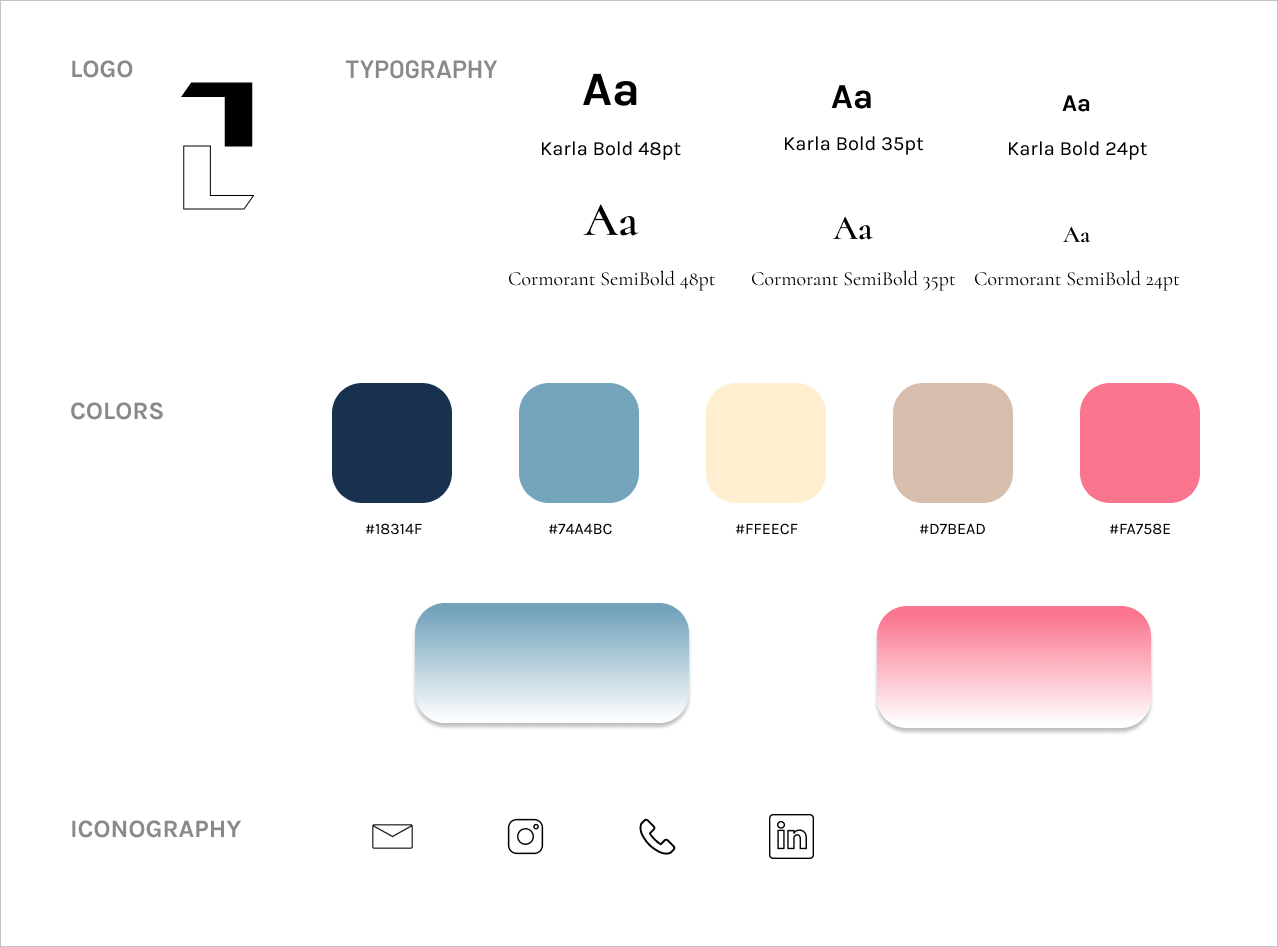 LOGO
TYPOGRAPHY
Aa
Aa
Aa
Karla Bold 48pt
Karla Bold 35pt
Karla Bold 24pt
Aa
Aa
Aa
Cormorant SemiBold 48pt
Cormorant SemiBold 35pt
Cormorant SemiBold 24pt
COLORS
#18314F
#74A4BC
#FFEECF
#D7BEAD
#FA758E
ICONOGRAPHY
in